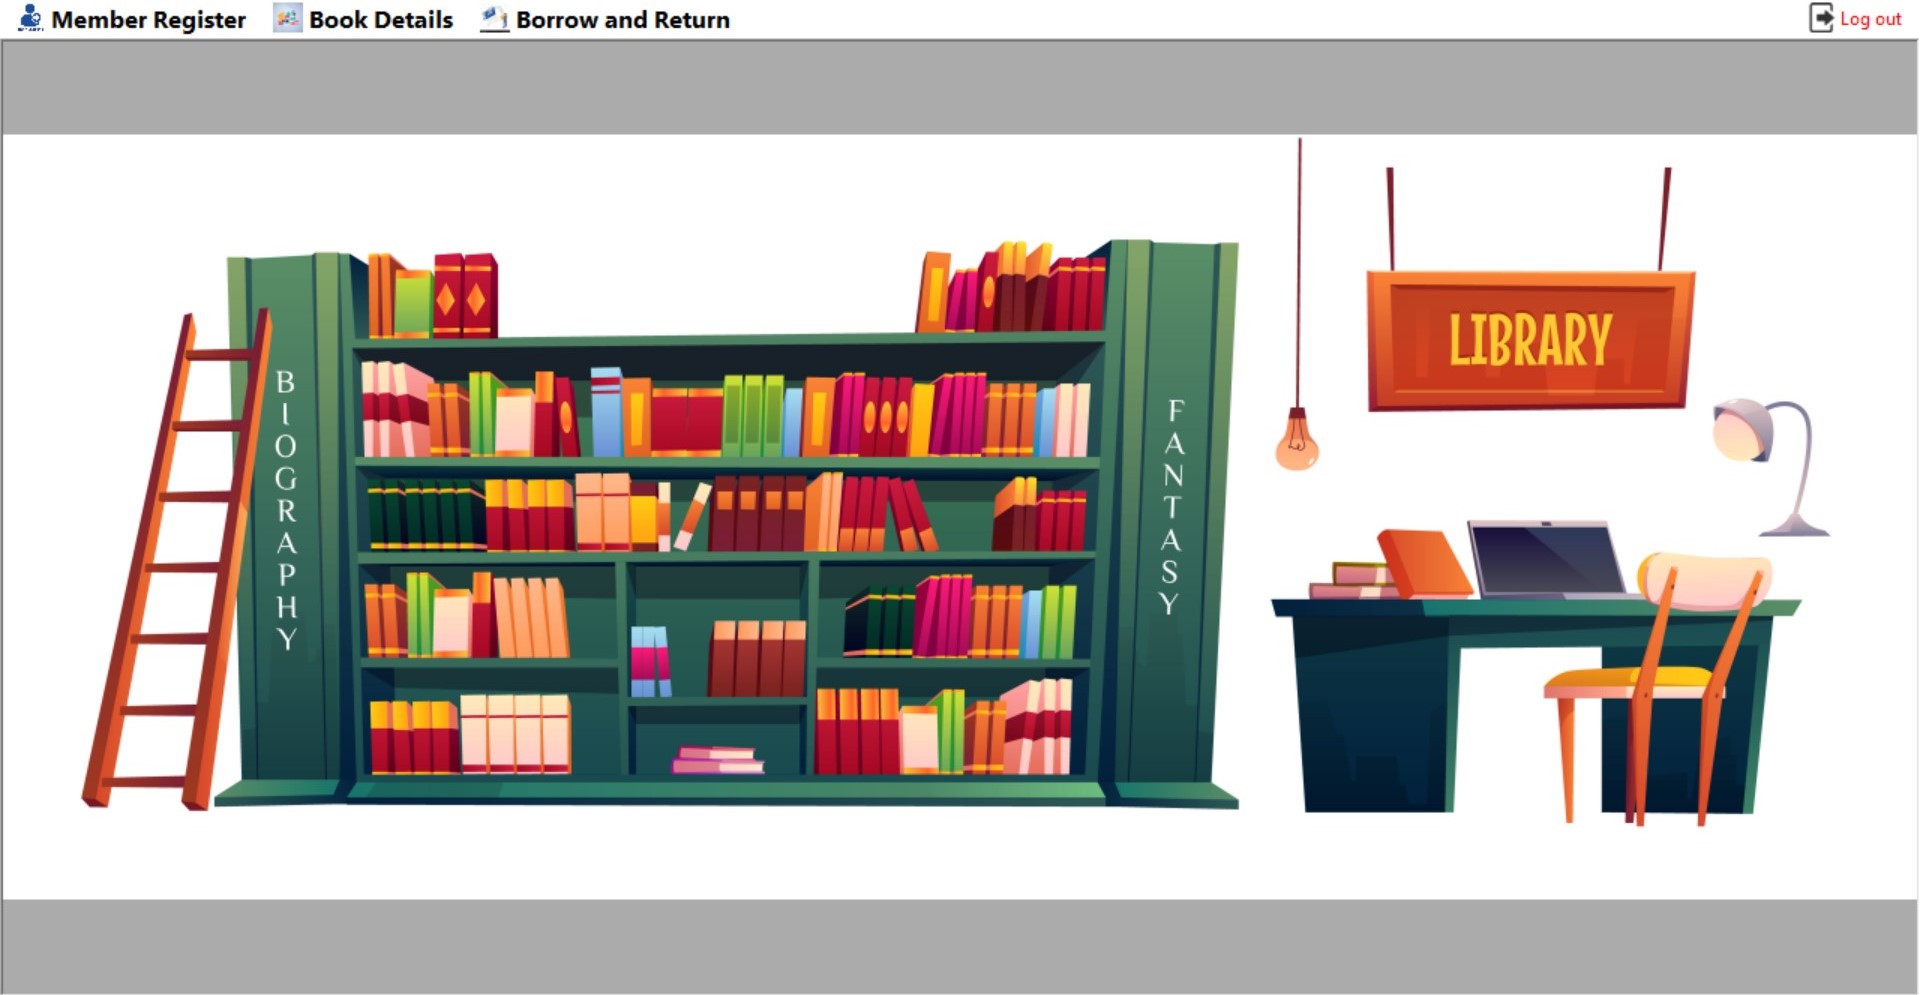 Member Register
Book Details
Borrow and Return
Log out
LIBRARY
BIOGRAPHY
FANTASY